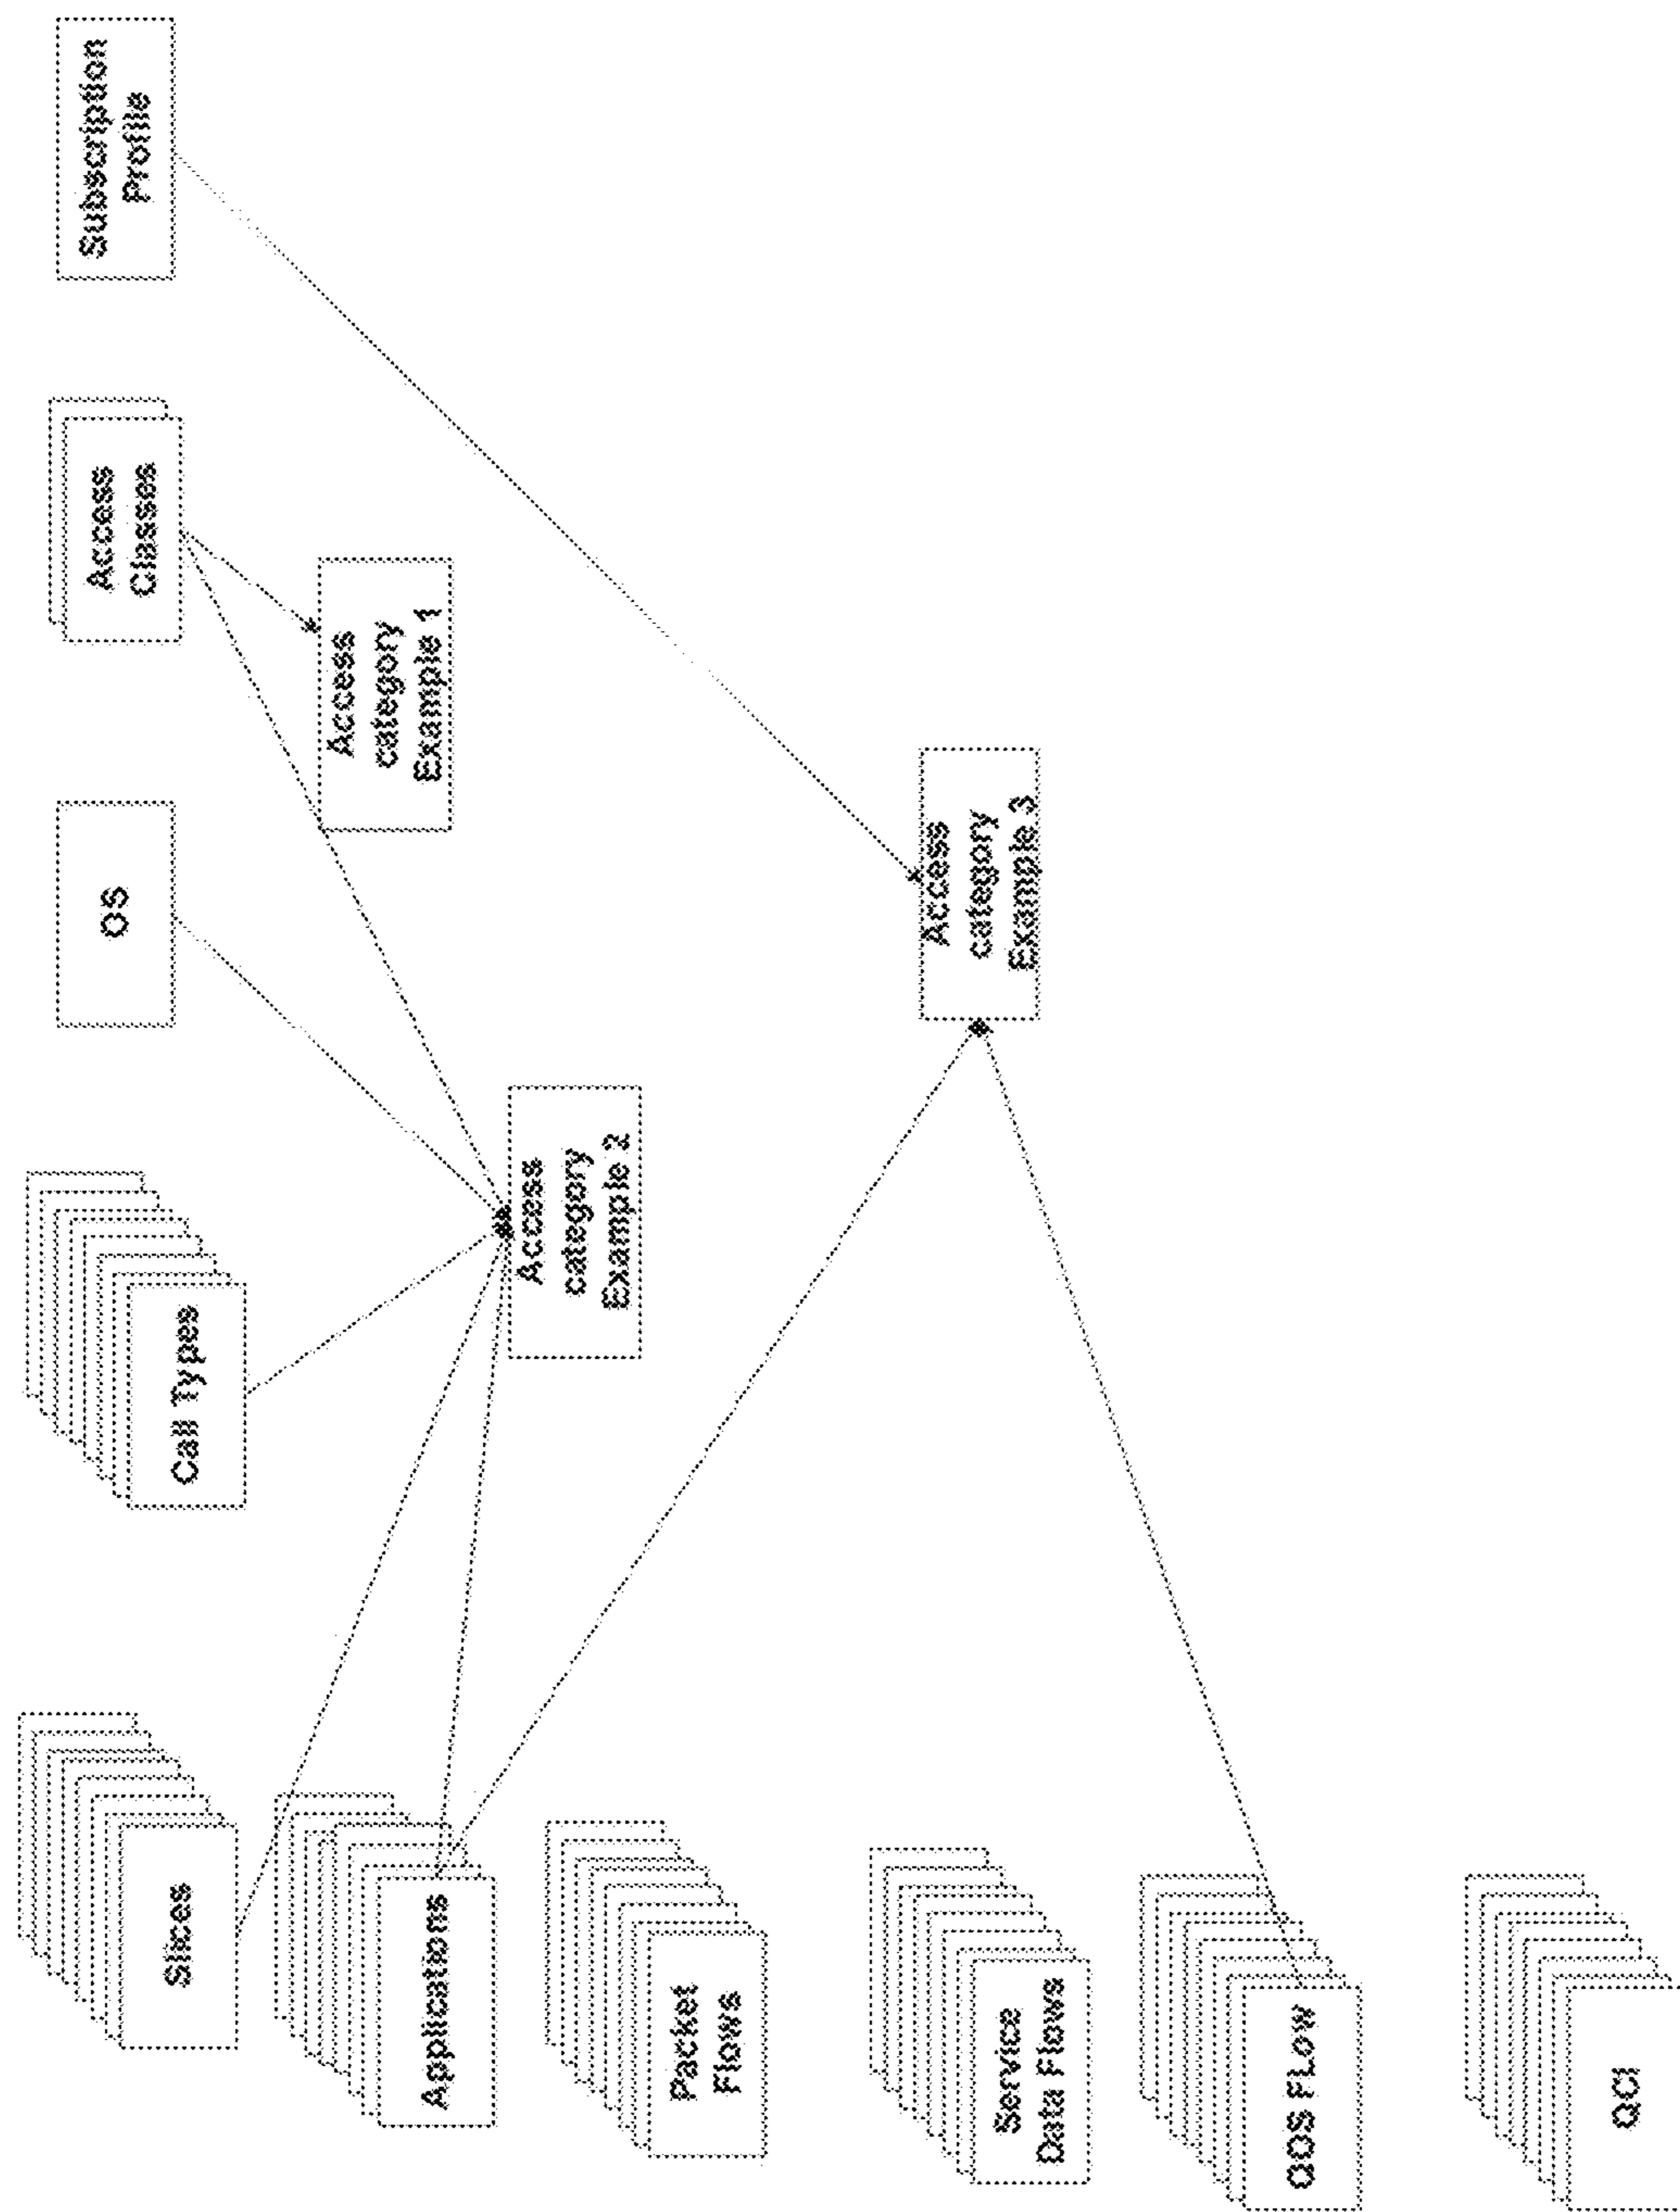 Slices
Call Types
OS
Access
Classes
Subscription
Profile
Access
category
Example 1
Applications
Access
category
Example 2
Packet
Flows
Access
category
Example 3
Service
Data Flows
QOS FLow
QCI